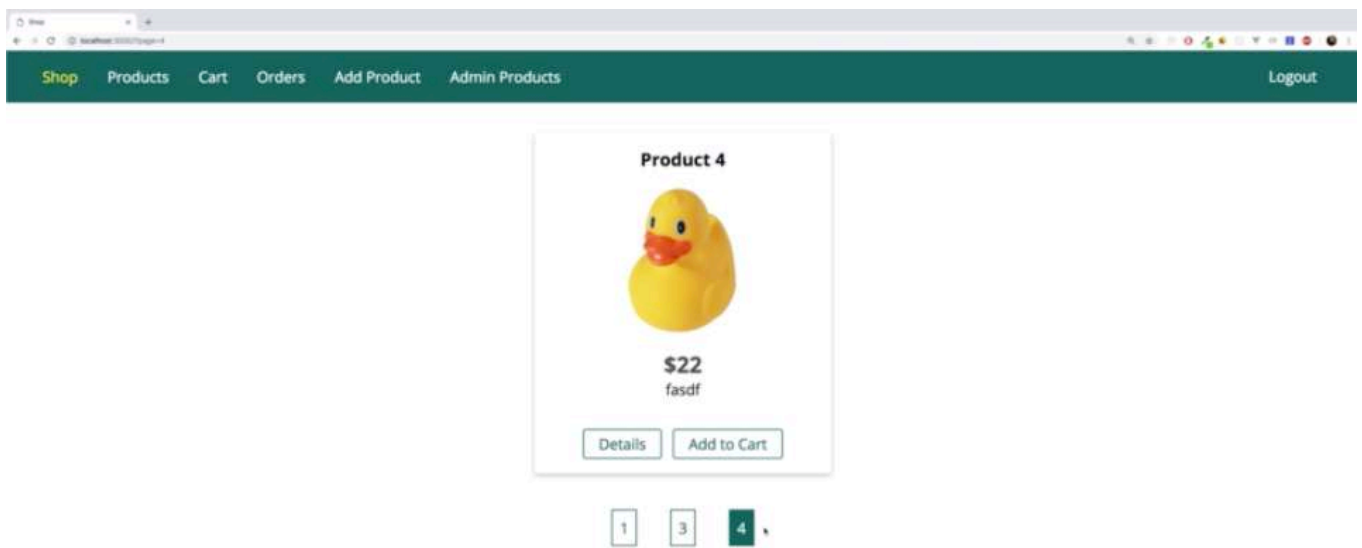 Shop
Shop Products Cart Orders Add Product Admin Products Logout
Product 4
$22
fasdf
Details Add to Cart
1 3 4